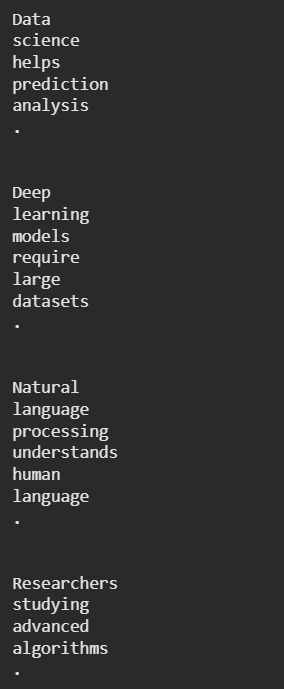 Data
science
helps
prediction
analysis
.
Deep
learning
models
require
large
datasets
.
Natural
language
processing
understands
human
language
.
Researchers
studying
advanced
algorithms
.